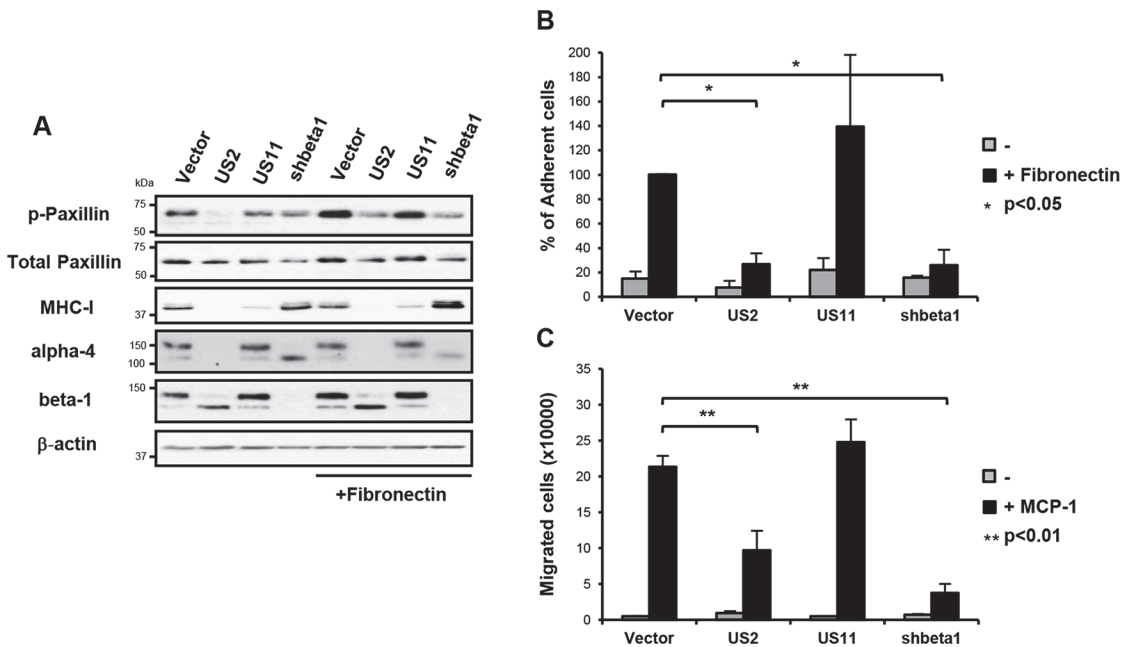 A
Vector
US2
US11
shbeta1
Vector
US2
US11
shbeta1
kDa
p-Paxillin
75
50
Total Paxillin
75
50
MHC-I
37
alpha-4
150
100
beta-1
150
β-actin
37
+Fibronectin
B
% of Adherent cells
200
180
160
140
120
100
80
60
40
20
0
*
*
Vector US2 US11 shbeta1
-
+ Fibronectin
* p<0.05
C
Migrated cells (x10000)
35
30
25
20
15
10
5
0
**
**
Vector US2 US11 shbeta1
-
+ MCP-1
** p<0.01